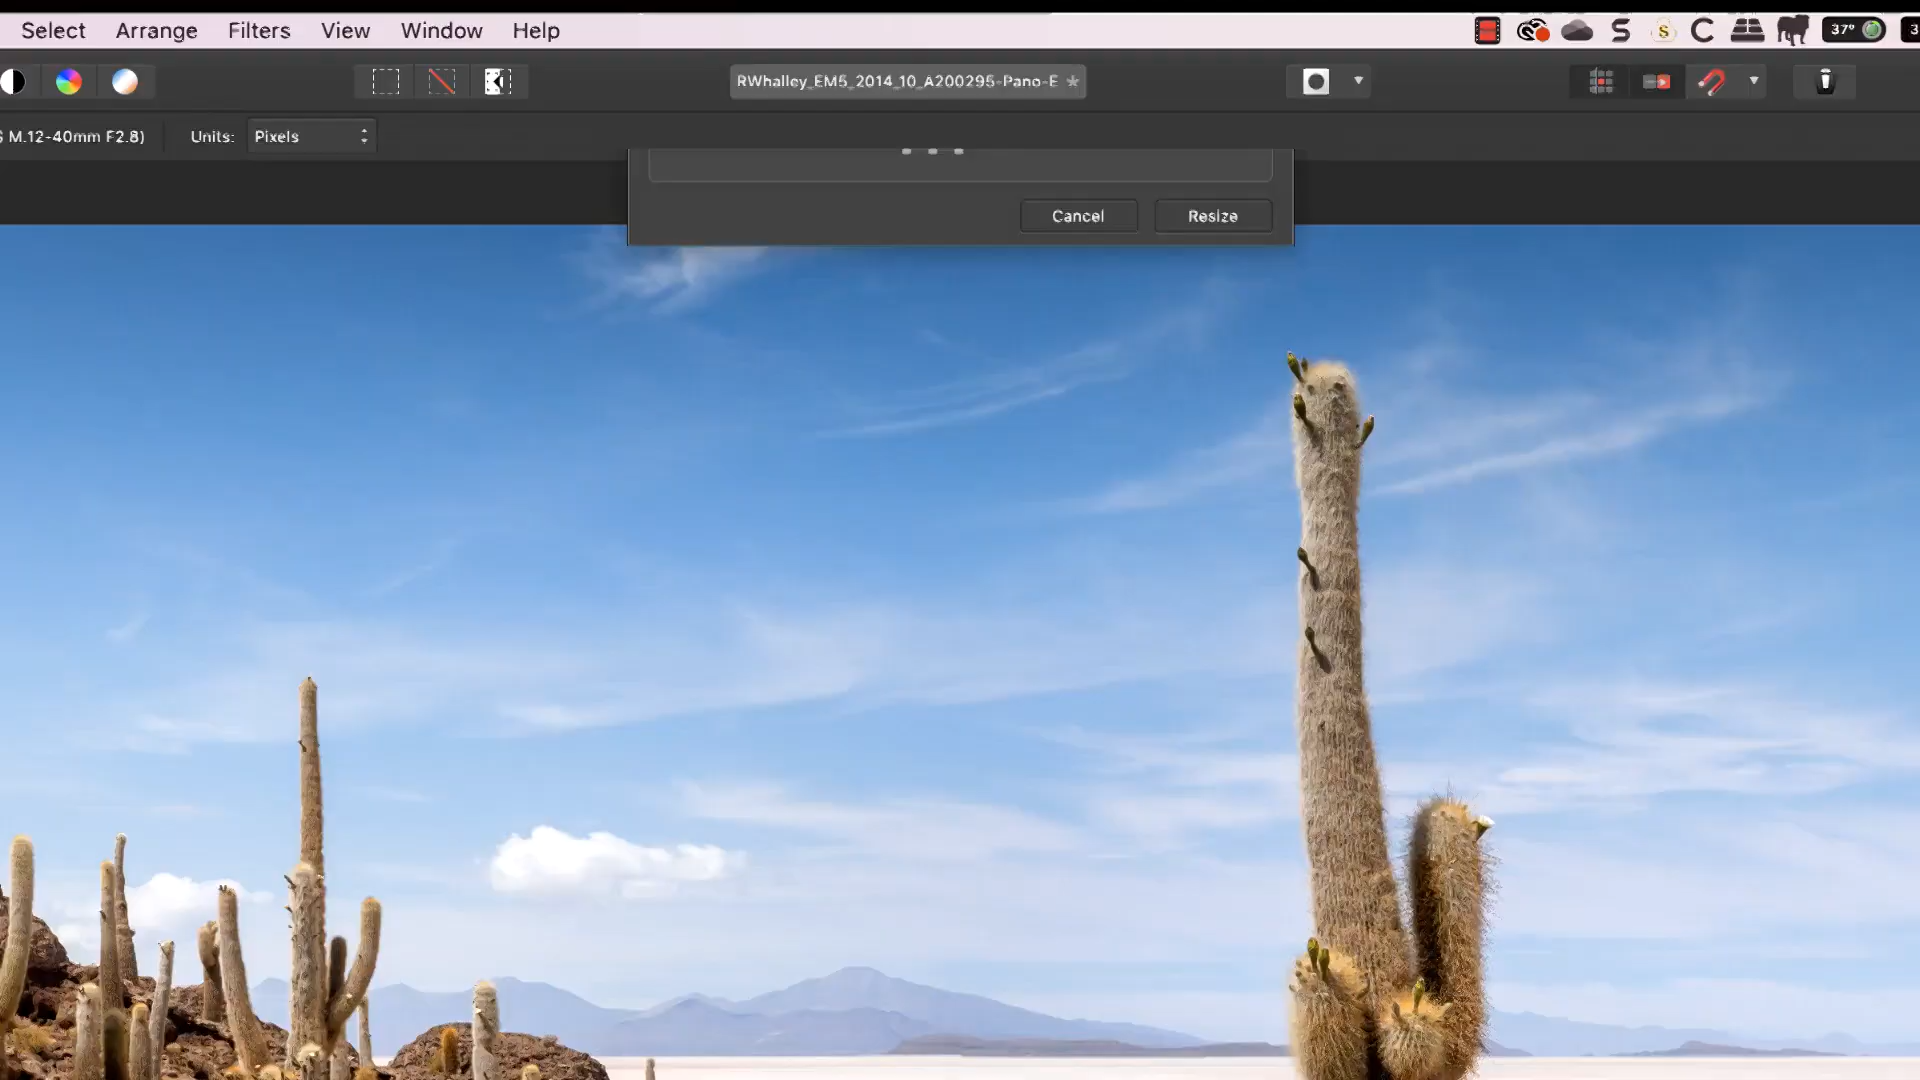 Select Arrange Filters View Window Help 37°
RWhalley_EM5_2014_10_A200295-Pano-E
M.12-40mm F2.8) Units: Pixels
Cancel Resize